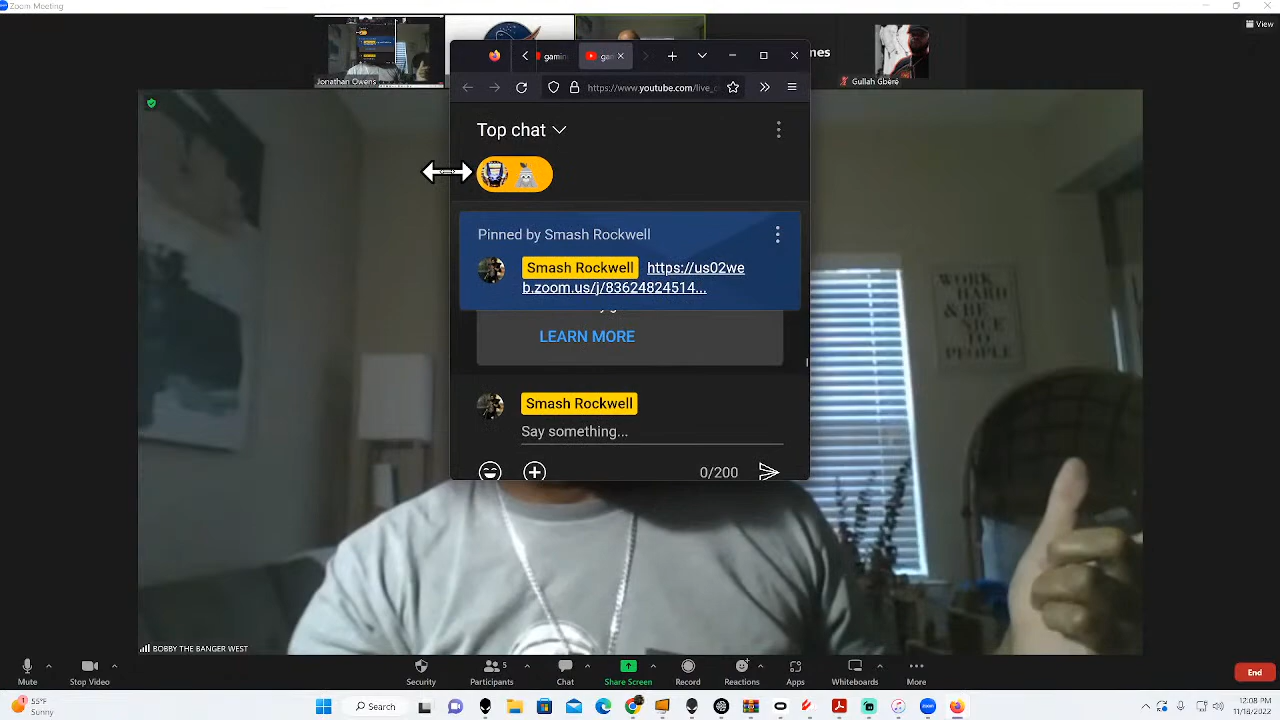 Zoom Meeting
View
Jonathan Owens
mes
Gullah Gbere
gamin
gan
https://www.youtube.com/live_c
Top chat
Pinned by Smash Rockwell
Smash Rockwell https://us02we
b.zoom.us/j/83624824514...
LEARN MORE
Smash Rockwell
Say something...
0/200
WORK
HARD &
& BE
NICE
TO
PEOPLE
BOBBY THE BANGER WEST
Mute
Stop Video
Security
5
Participants
Chat
Share Screen
Record
Reactions
Apps
Whiteboards
More
End
55°F
Sunny
Search
12:08 PM
11/18/2022